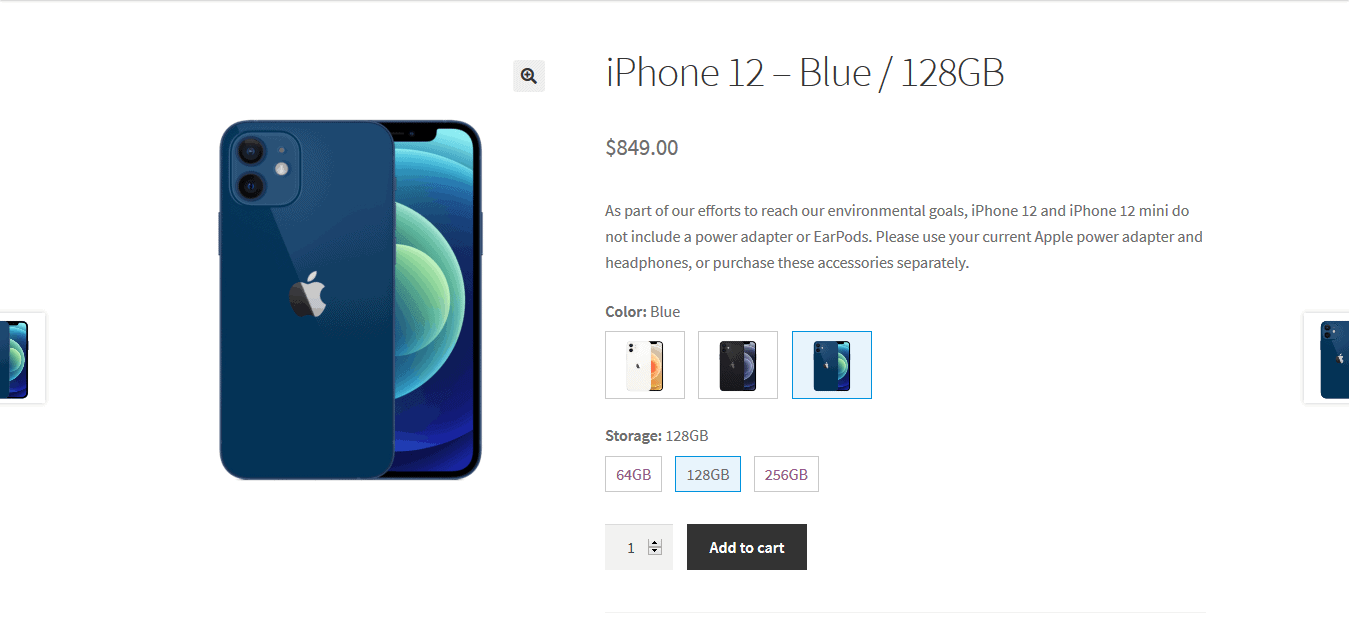 iPhone 12 – Blue / 128GB
$849.00
As part of our efforts to reach our environmental goals, iPhone 12 and iPhone 12 mini do
not include a power adapter or EarPods. Please use your current Apple power adapter and
headphones, or purchase these accessories separately.
Color: Blue
Storage: 128GB
64GB 128GB 256GB
1 Add to cart